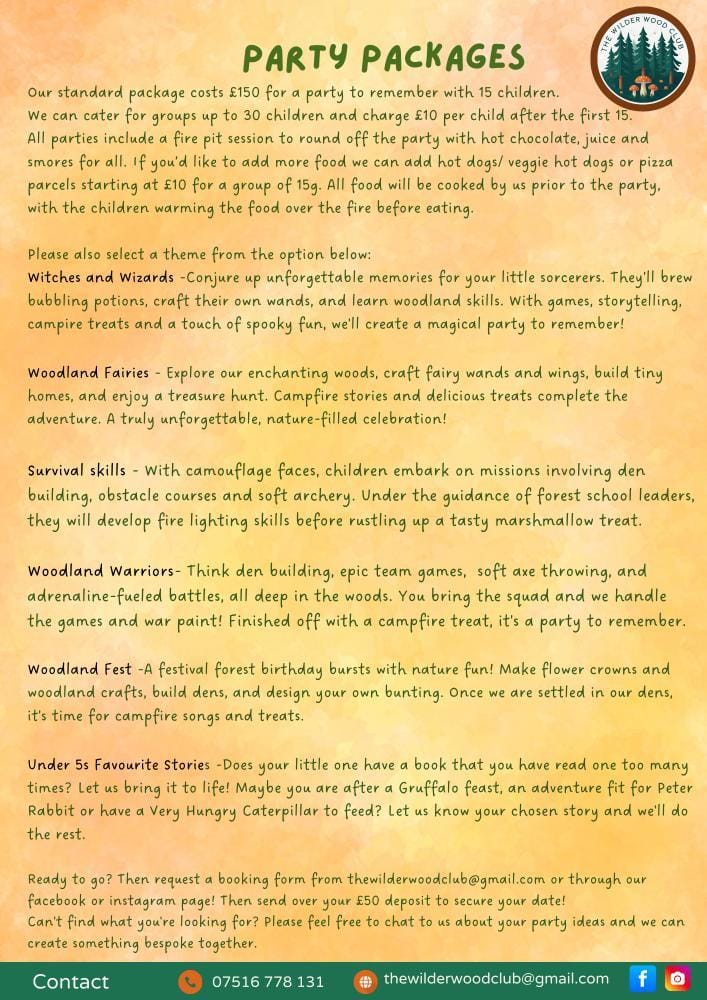 THE WILDER WOOD CLUB
PARTY PACKAGES
Our standard package costs £150 for a party to remember with 15 children.
We can cater for groups up to 30 children and charge £10 per child after the first 15.
All parties include a fire pit session to round off the party with hot chocolate, juice and
smores for all. If you'd like to add more food we can add hot dogs/ veggie hot dogs or pizza
parcels starting at £10 for a group of 15g. All food will be cooked by us prior to the party,
with the children warming the food over the fire before eating.
Please also select a theme from the option below:
Witches and Wizards -Conjure up unforgettable memories for your little sorcerers. They'll brew
bubbling potions, craft their own wands, and learn woodland skills. With games, storytelling,
campire treats and a touch of spooky fun, we'll create a magical party to remember!
Woodland Fairies - Explore our enchanting woods, craft fairy wands and wings, build tiny
homes, and enjoy a treasure hunt. Campfire stories and delicious treats complete the
adventure. A truly unforgettable, nature-filled celebration!
Survival skills - With camouflage faces, children embark on missions involving den
building, obstacle courses and soft archery. Under the guidance of forest school leaders,
they will develop fire lighting skills before rustling up a tasty marshmallow treat.
Woodland Warriors- Think den building, epic team games, soft axe throwing, and
adrenaline-fueled battles, all deep in the woods. You bring the squad and we handle
the games and war paint! Finished off with a campfire treat, it's a party to remember.
Woodland Fest -A festival forest birthday bursts with nature fun! Make flower crowns and
woodland crafts, build dens, and design your own bunting. Once we are settled in our dens,
it's time for campfire songs and treats.
Under 5s Favourite Stories -Does your little one have a book that you have read one too many
times? Let us bring it to life! Maybe you are after a Gruffalo feast, an adventure fit for Peter
Rabbit or have a Very Hungry Caterpillar to feed? Let us know your chosen story and we'll do
the rest.
Ready to go? Then request a booking form from thewilderwoodclub@gmail.com or through our
facebook or instagram page! Then send over your £50 deposit to secure your date!
Can't find what you're looking for? Please feel free to chat to us about your party ideas and we can
create something bespoke together.
Contact 07516 778 131 thewilderwoodclub@gmail.com